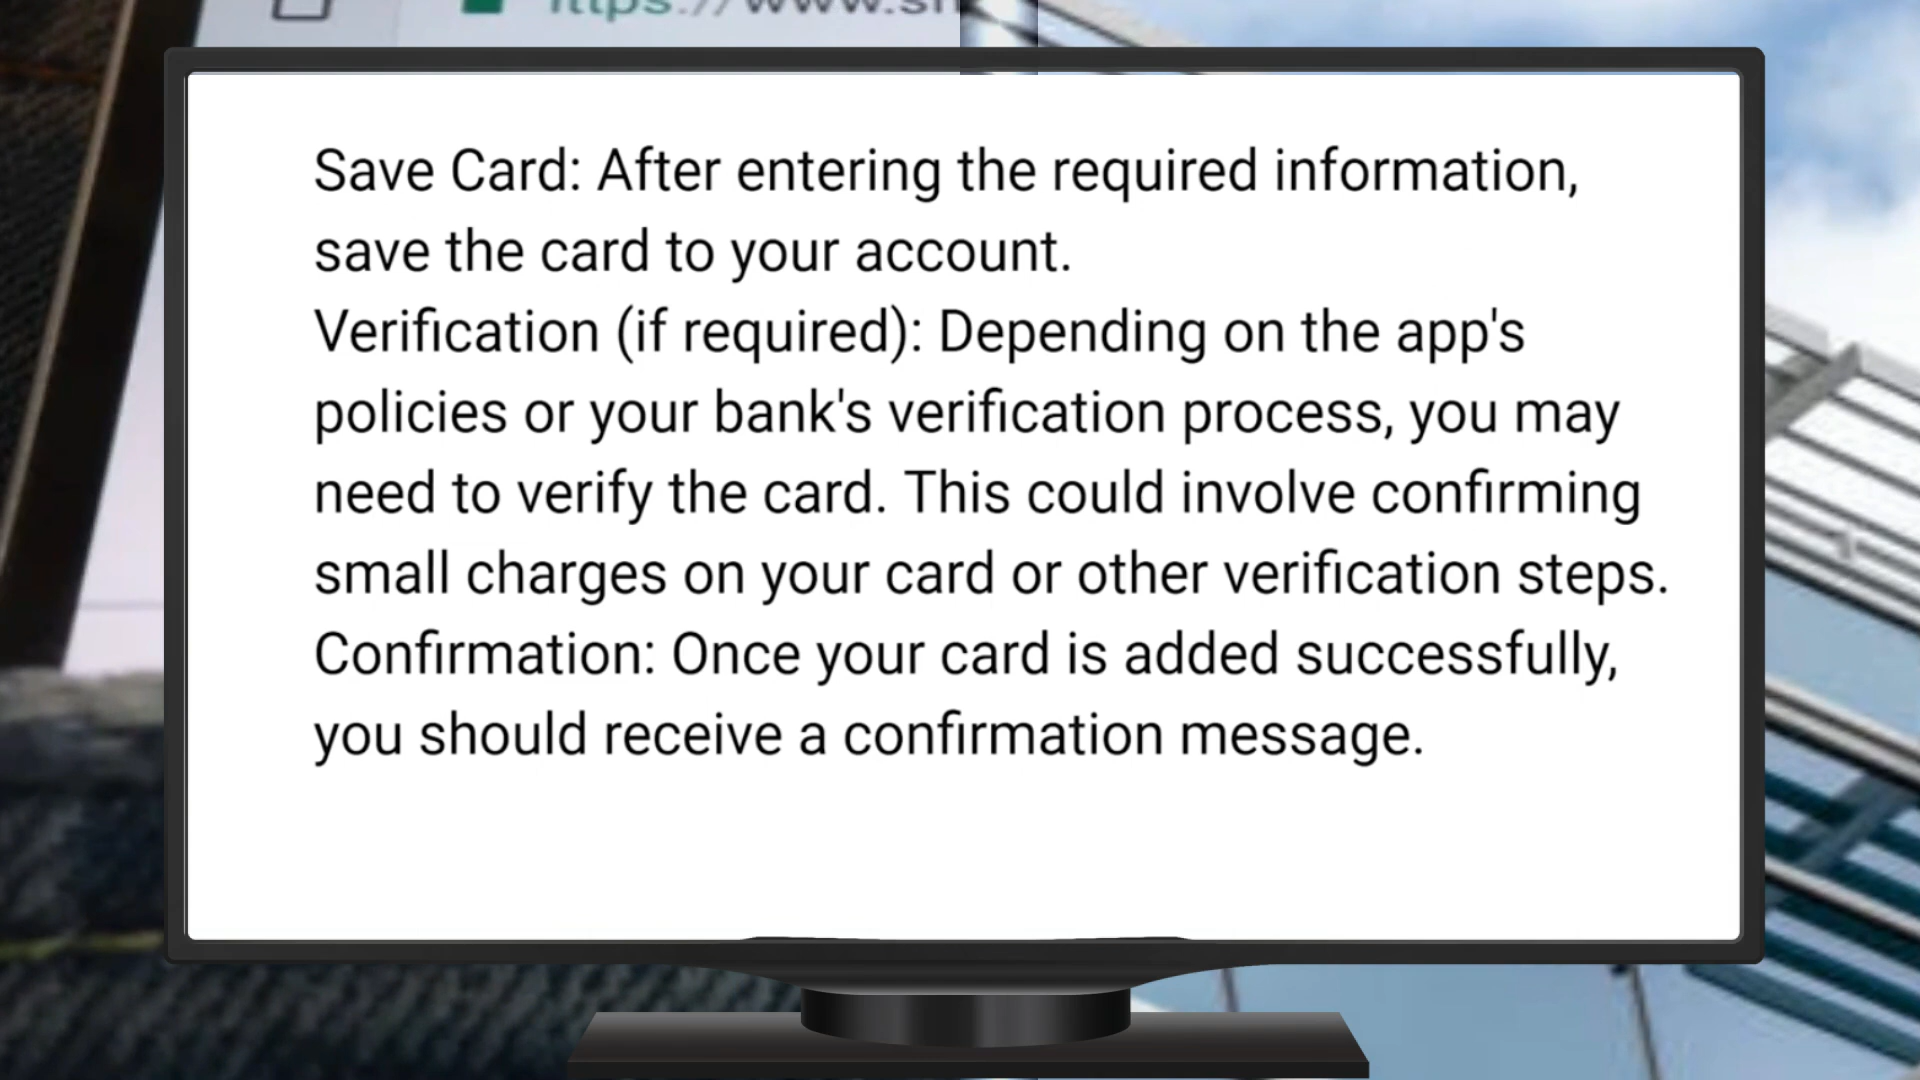 https://www.
Save Card: After entering the required information,
save the card to your account.
Verification (if required): Depending on the app's
policies or your bank's verification process, you may
need to verify the card. This could involve confirming
small charges on your card or other verification steps.
Confirmation: Once your card is added successfully,
you should receive a confirmation message.